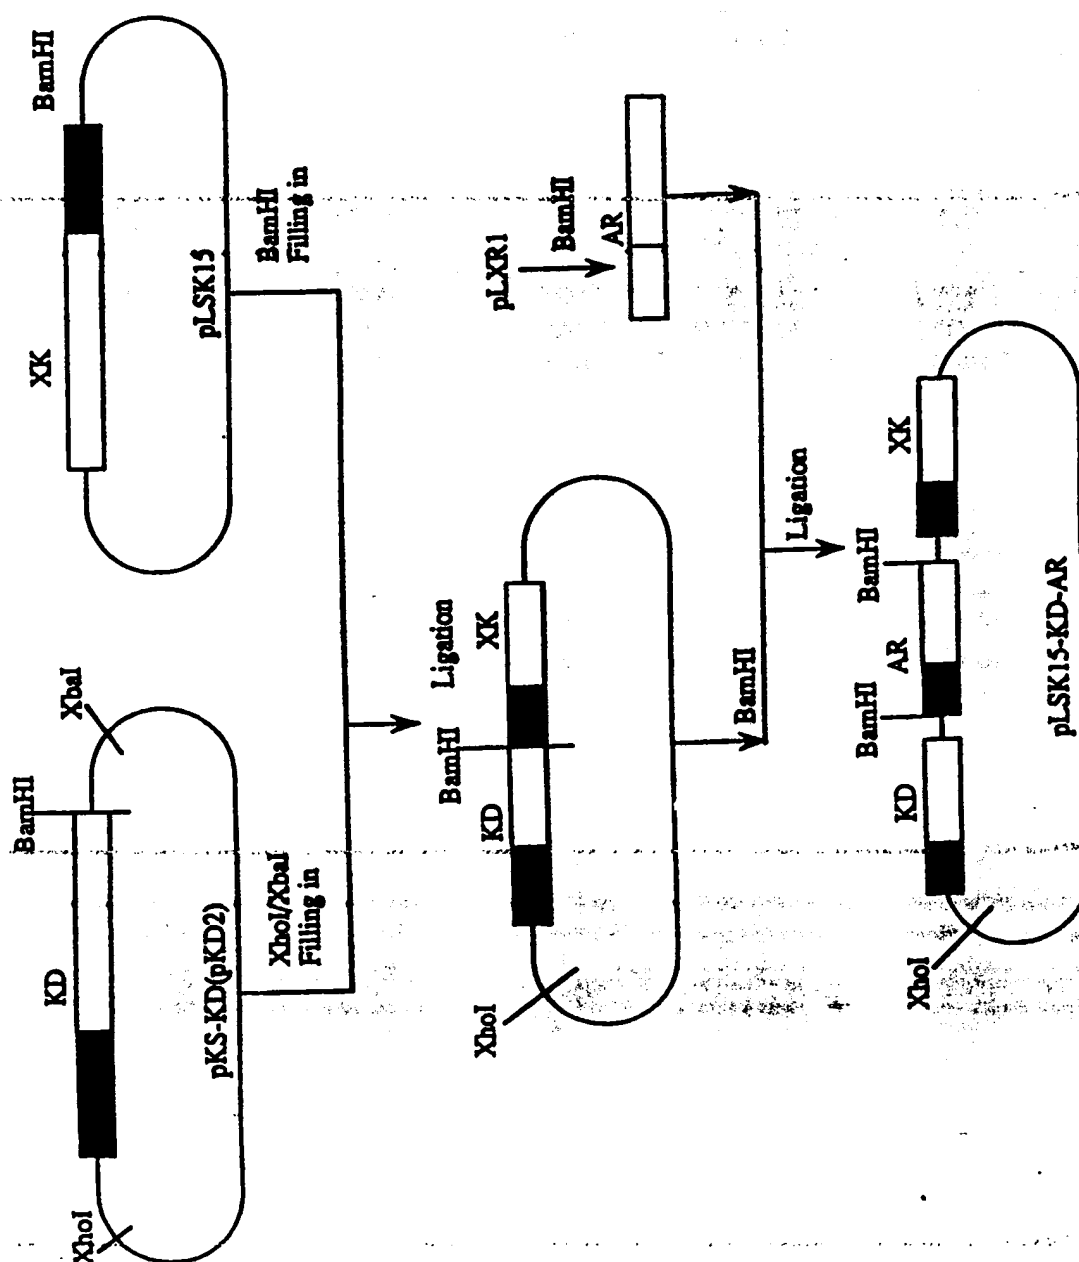 XhoI
KD
BamHI
XbaI
pKS-KD(pKD2)
XhoI/XbaI
Filling in
XK
BamHI
pLSK15
BamHI
Filling in
Ligation
XhoI
KD
BamHI
XK
BamHI
pLXR1
BamHI
AR
Ligation
XhoI
KD
BamHI
AR
BamHI
XK
pLSK15-KD-AR